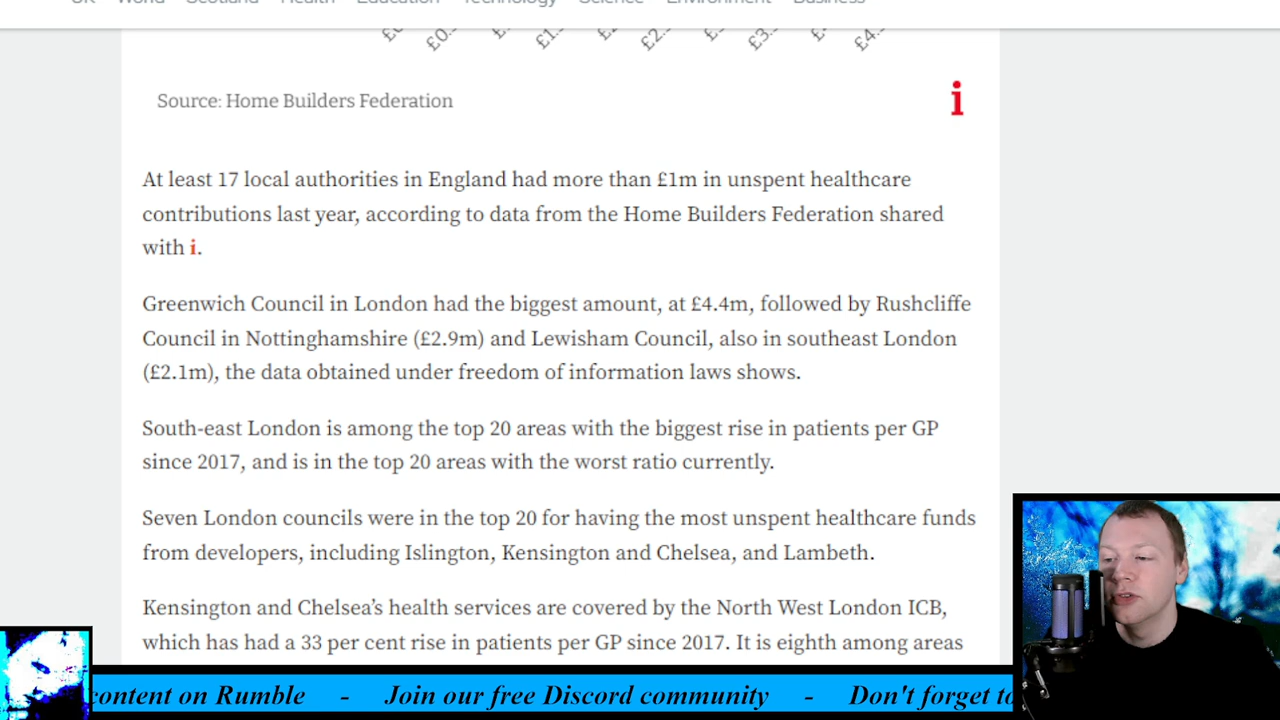 UK World Scotland Health Education Technology Science Environment Business
Source: Home Builders Federation
i
At least 17 local authorities in England had more than £1m in unspent healthcare
contributions last year, according to data from the Home Builders Federation shared
with i.
Greenwich Council in London had the biggest amount, at £4.4m, followed by Rushcliffe
Council in Nottinghamshire (£2.9m) and Lewisham Council, also in southeast London
(£2.1m), the data obtained under freedom of information laws shows.
South-east London is among the top 20 areas with the biggest rise in patients per GP
since 2017, and is in the top 20 areas with the worst ratio currently.
Seven London councils were in the top 20 for having the most unspent healthcare funds
from developers, including Islington, Kensington and Chelsea, and Lambeth.
Kensington and Chelsea’s health services are covered by the North West London ICB,
which has had a 33 per cent rise in patients per GP since 2017. It is eighth among areas
content on Rumble - Join our free Discord community - Don't forget to